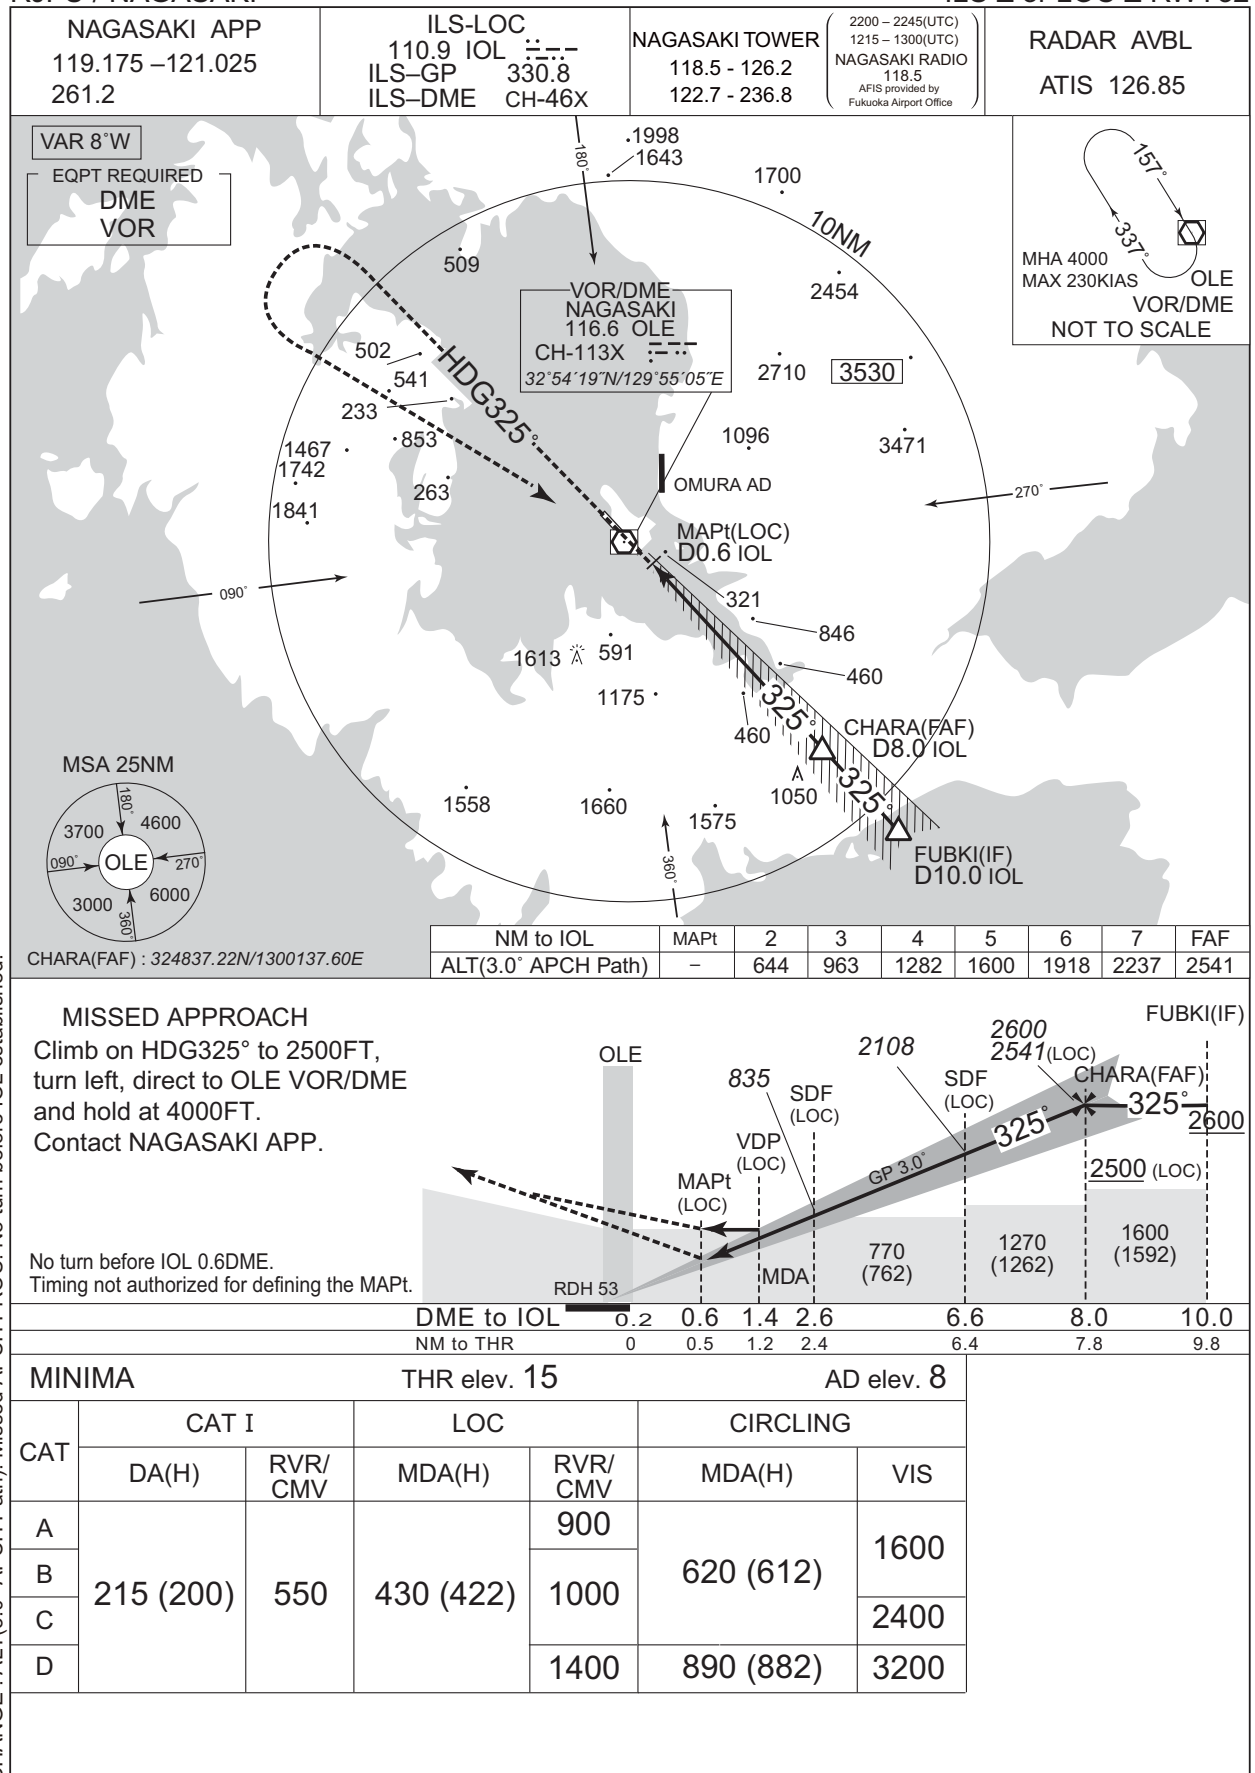 NAGASAKI APP
119.175 –121.025
261.2
ILS-LOC
110.9 IOL
ILS–GP 330.8
ILS–DME CH-46X
NAGASAKI TOWER
118.5 - 126.2
122.7 - 236.8
2200 – 2245(UTC)
1215 – 1300(UTC)
NAGASAKI RADIO
118.5
AFIS provided by
Fukuoka Airport Office
RADAR AVBL
ATIS 126.85
VAR 8˚W
EQPT REQUIRED
DME
VOR
180˚
1998
1643
1700
10NM
157˚
337˚
MHA 4000
MAX 230KIAS
OLE
VOR/DME
NOT TO SCALE
509
2454
VOR/DME
NAGASAKI
116.6 OLE
CH-113X
32˚54´19˝N/129˚55´05˝E
502
541
233
HDG325˚
2710
3530
1467
853
1742
1096
3471
263
1841
OMURA AD
270˚
MAPt(LOC)
D0.6 IOL
090˚
321
846
1613
591
460
1175
325˚
460
CHARA(FAF)
D8.0 IOL
325˚
1050
1558
1660
1575
FUBKI(IF)
D10.0 IOL
360˚
MSA 25NM
180˚
3700
4600
090˚
OLE
270˚
3000
6000
360˚
CHARA(FAF) : 324837.22N/1300137.60E
NM to IOL MAPt 2 3 4 5 6 7 FAF
ALT(3.0˚ APCH Path) – 644 963 1282 1600 1918 2237 2541
MISSED APPROACH
Climb on HDG325° to 2500FT,
turn left, direct to OLE VOR/DME
and hold at 4000FT.
Contact NAGASAKI APP.
No turn before IOL 0.6DME.
Timing not authorized for defining the MAPt.
FUBKI(IF)
2600
2541(LOC)
2108
OLE
CHARA(FAF)
835
SDF
(LOC)
SDF
(LOC)
325˚
325˚
2600
VDP
(LOC)
GP 3.0˚
2500 (LOC)
MAPt
(LOC)
770
(762)
1270
(1262)
1600
(1592)
MDA
RDH 53
DME to IOL 0.2 0.6 1.4 2.6 6.6 8.0 10.0
NM to THR 0 0.5 1.2 2.4 6.4 7.8 9.8
MINIMA THR elev. 15 AD elev. 8
CAT CAT I LOC CIRCLING
DA(H) RVR/CMV MDA(H) RVR/CMV MDA(H) VIS
A 900
B 1600
215 (200) 550 430 (422) 1000 620 (612)
C 2400
D 1400 890 (882) 3200